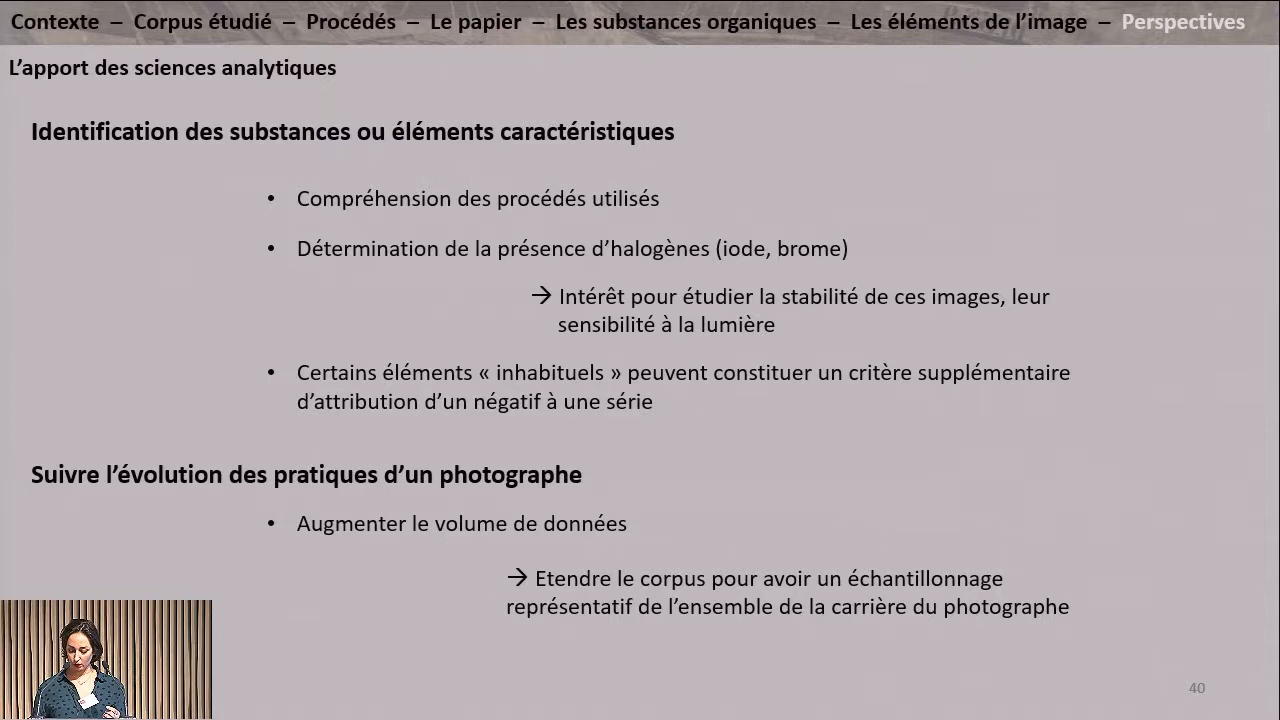 Contexte – Corpus étudié – Procédés – Le papier – Les substances organiques – Les éléments de l’image – Perspectives
L’apport des sciences analytiques
Identification des substances ou éléments caractéristiques
• Compréhension des procédés utilisés
• Détermination de la présence d’halogènes (iode, brome)
→ Intérêt pour étudier la stabilité de ces images, leur
sensibilité à la lumière
• Certains éléments « inhabituels » peuvent constituer un critère supplémentaire
d’attribution d’un négatif à une série
Suivre l’évolution des pratiques d’un photographe
• Augmenter le volume de données
→ Etendre le corpus pour avoir un échantillonnage
représentatif de l’ensemble de la carrière du photographe
40